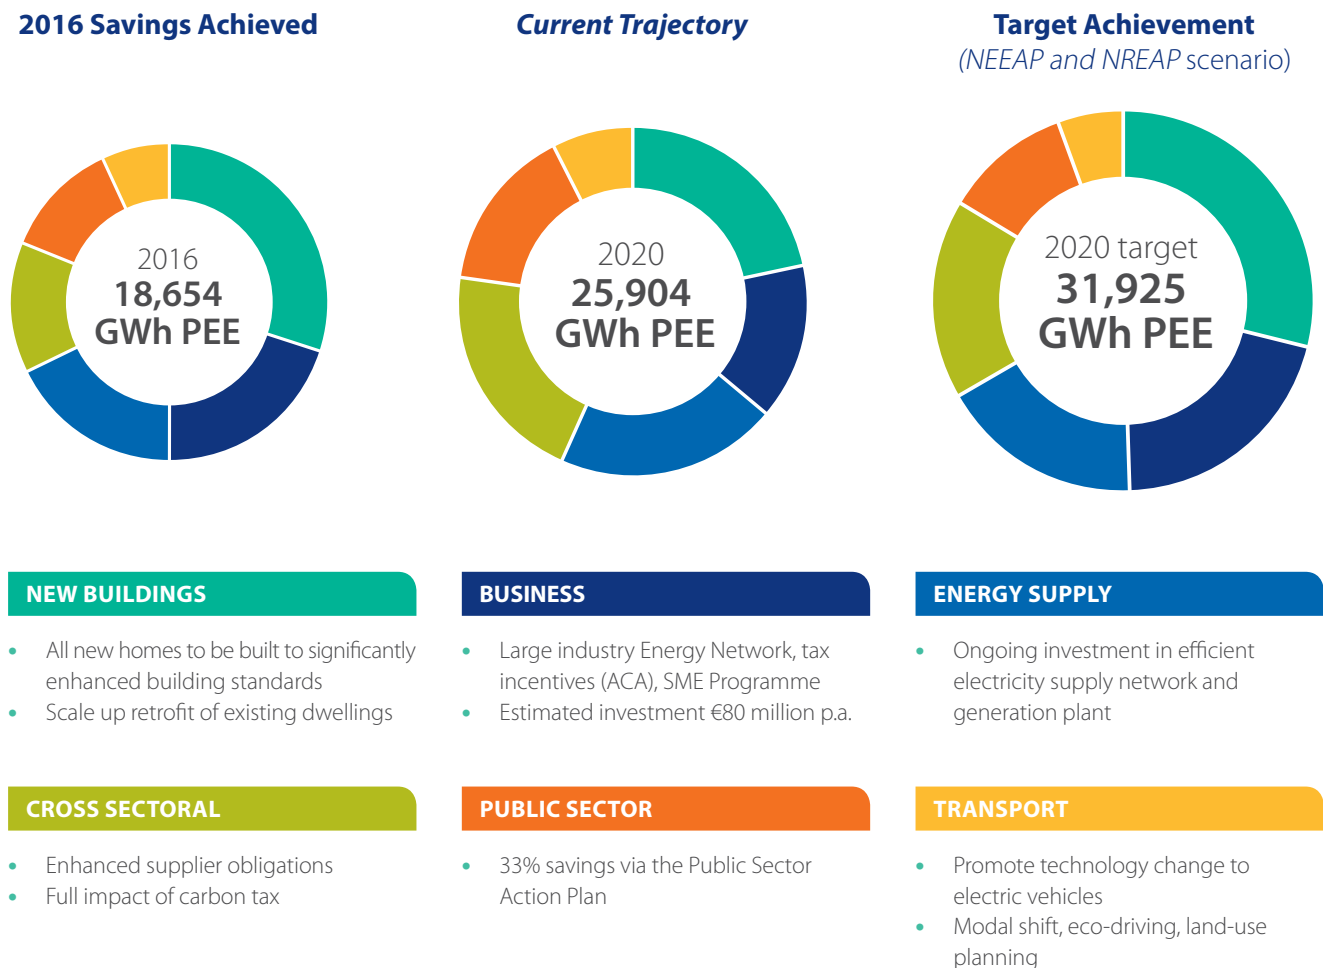 2016 Savings Achieved
Current Trajectory
Target Achievement
(NEEAP and NREAP scenario)
2016
18,654
GWh PEE
2020
25,904
GWh PEE
2020 target
31,925
GWh PEE
NEW BUILDINGS
• All new homes to be built to significantly
enhanced building standards
• Scale up retrofit of existing dwellings
BUSINESS
• Large industry Energy Network, tax
incentives (ACA), SME Programme
• Estimated investment €80 million p.a.
ENERGY SUPPLY
• Ongoing investment in efficient
electricity supply network and
generation plant
CROSS SECTORAL
• Enhanced supplier obligations
• Full impact of carbon tax
PUBLIC SECTOR
• 33% savings via the Public Sector
Action Plan
TRANSPORT
• Promote technology change to
electric vehicles
• Modal shift, eco-driving, land-use
planning